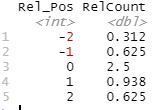 Rel_Pos RelCount
<int> <dbl>
1 -2 0.312
2 -1 0.625
3 0 2.5
4 1 0.938
5 2 0.625